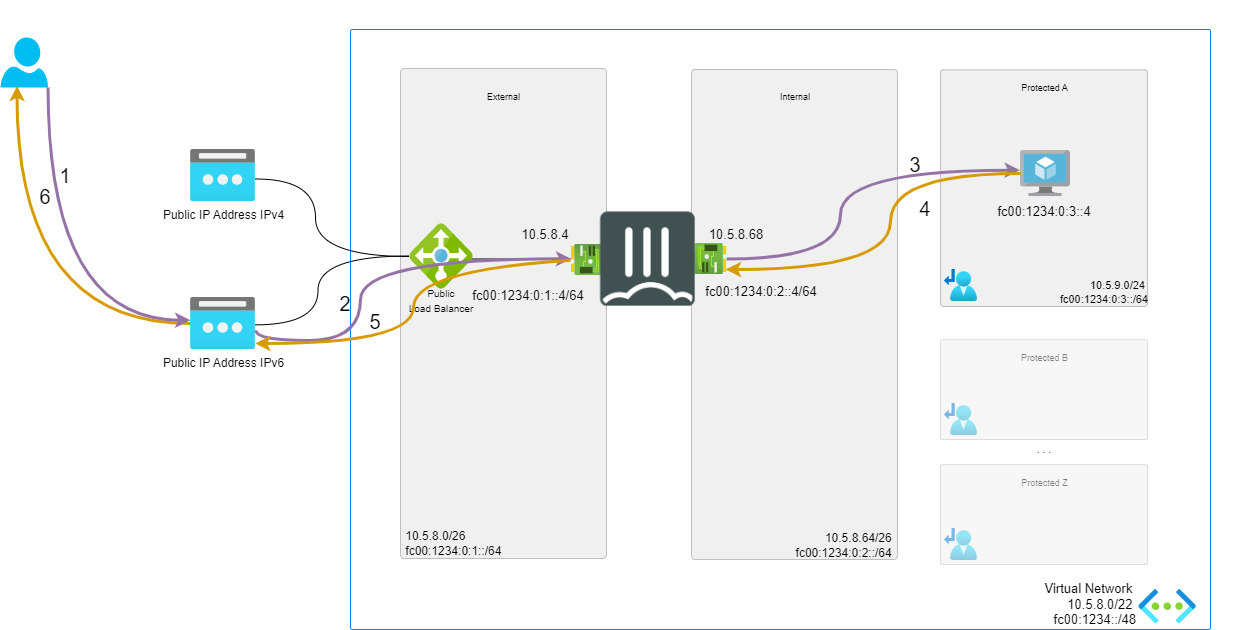 External
Internal
Protected A
1
6
Public IP Address IPv4
3
4
fc00:1234:0:3::4
10.5.8.4
10.5.8.68
Public
Load Balancer
fc00:1234:0:1::4/64
fc00:1234:0:2::4/64
10.5.9.0/24
fc00:1234:0:3::/64
2
5
Public IP Address IPv6
Protected B
...
Protected Z
10.5.8.0/26
fc00:1234:0:1::/64
10.5.8.64/26
fc00:1234:0:2::/64
Virtual Network
10.5.8.0/22
fc00:1234::/48